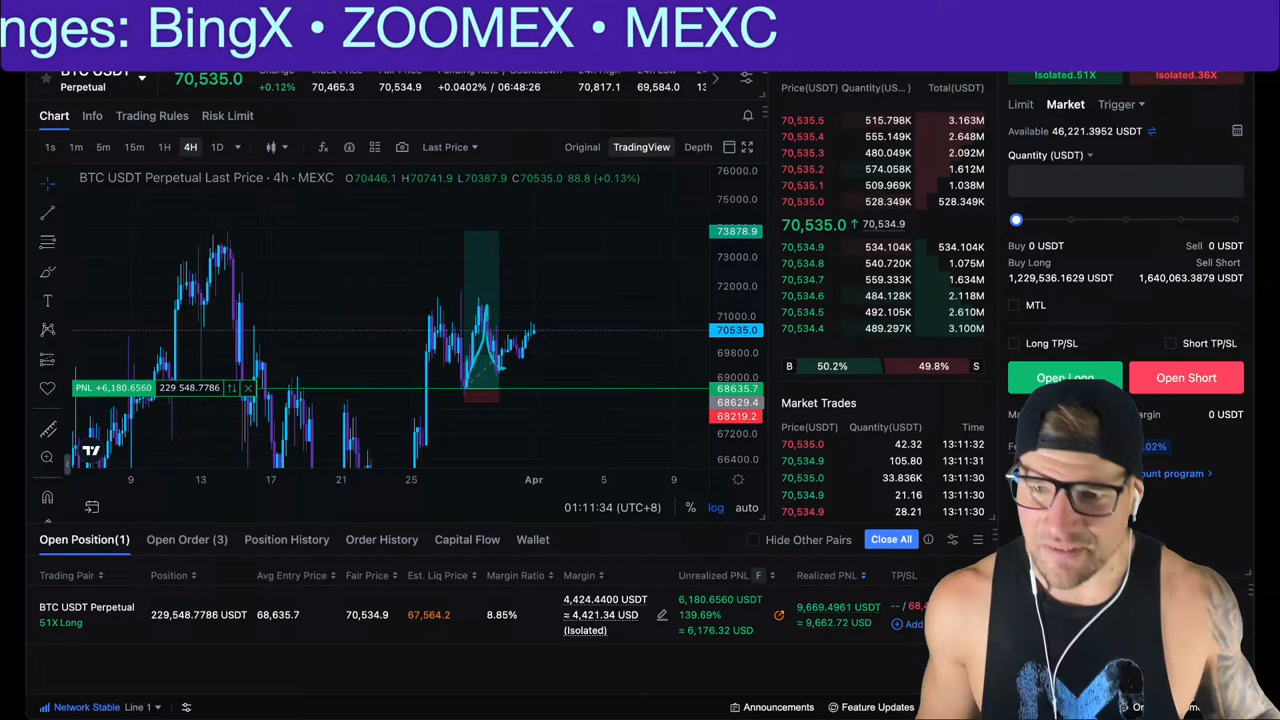 nges: BingX • ZOOMEX • MEXC
BTC USDT
Perpetual
70,535.0
Change
+0.12%
Index Price
70,465.3
Fair Price
70,534.9
Funding Rate / Countdown
+0.0402% / 06:48:26
24H High
70,817.1
24H Low
69,584.0
Chart Info Trading Rules Risk Limit
1s 1m 5m 15m 1H 4H 1D
Last Price
Original TradingView Depth
BTC USDT Perpetual Last Price · 4h · MEXC O70446.1 H70741.9 L70387.9 C70535.0 88.8 (+0.13%)
76000.0
75000.0
73878.9
73000.0
72000.0
71000.0
70535.0
69800.0
69000.0
68635.7
68629.4
68219.2
67200.0
66400.0
PNL +6,180.6560 229 548.7786
9 13 17 21 25 Apr 5 9
01:11:34 (UTC+8) % log auto
Price(USDT) Quantity(US...) Total(USDT)
70,535.5 515.798K 3.163M
70,535.4 555.149K 2.648M
70,535.3 480.049K 2.092M
70,535.2 574.058K 1.612M
70,535.1 509.969K 1.038M
70,535.0 528.349K 528.349K
70,535.0 70,534.9
70,534.9 534.104K 534.104K
70,534.8 540.720K 1.075M
70,534.7 559.333K 1.634M
70,534.6 484.128K 2.118M
70,534.5 492.105K 2.610M
70,534.4 489.297K 3.100M
B 50.2% 49.8% S
Market Trades
Price(USDT) Quantity(USDT) Time
70,535.0 42.32 13:11:32
70,534.9 105.80 13:11:31
70,535.0 33.836K 13:11:30
70,534.9 21.16 13:11:30
70,534.9 28.21 13:11:30
Isolated.51X Isolated.36X
Limit Market Trigger
Available 46,221.3952 USDT
Quantity (USDT)
Buy 0 USDT Sell 0 USDT
Buy Long Sell Short
1,229,536.1629 USDT 1,640,063.3879 USDT
MTL
Long TP/SL Short TP/SL
Open Long Open Short
0 USDT
.02%
Open Position(1) Open Order (3) Position History Order History Capital Flow Wallet
Hide Other Pairs Close All
Trading Pair Position Avg Entry Price Fair Price Est. Liq Price Margin Ratio Margin Unrealized PNL F Realized PNL TP/SL
BTC USDT Perpetual
51X Long
229,548.7786 USDT
68,635.7
70,534.9
67,564.2
8.85%
4,424.4400 USDT
≈ 4,421.34 USD
(Isolated)
6,180.6560 USDT
139.69%
≈ 6,176.32 USD
9,669.4961 USDT
≈ 9,662.72 USD
Add
Network Stable Line 1
Announcements Feature Updates